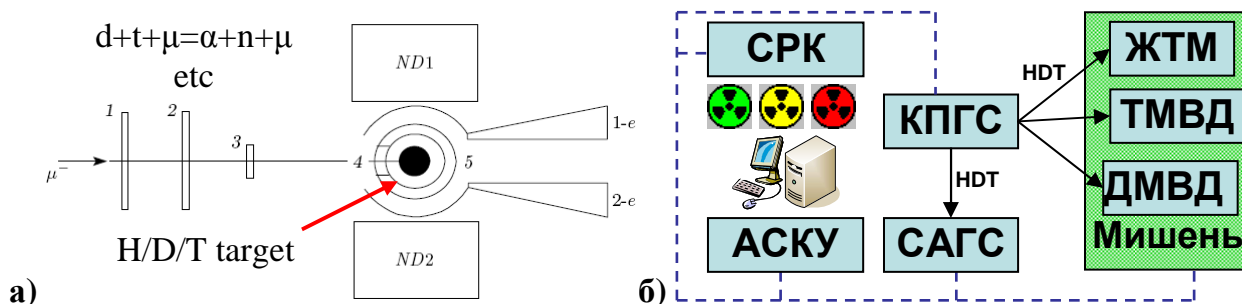 d+t+μ=α+n+μ
etc
ND1
1
2
3
μ⁻
4
5
1-e
2-e
H/D/T target
ND2
а)
СРК
КПГС
HDT
ЖТМ
ТМВД
ДМВД
Мишень
HDT
АСКУ
САГС
б)